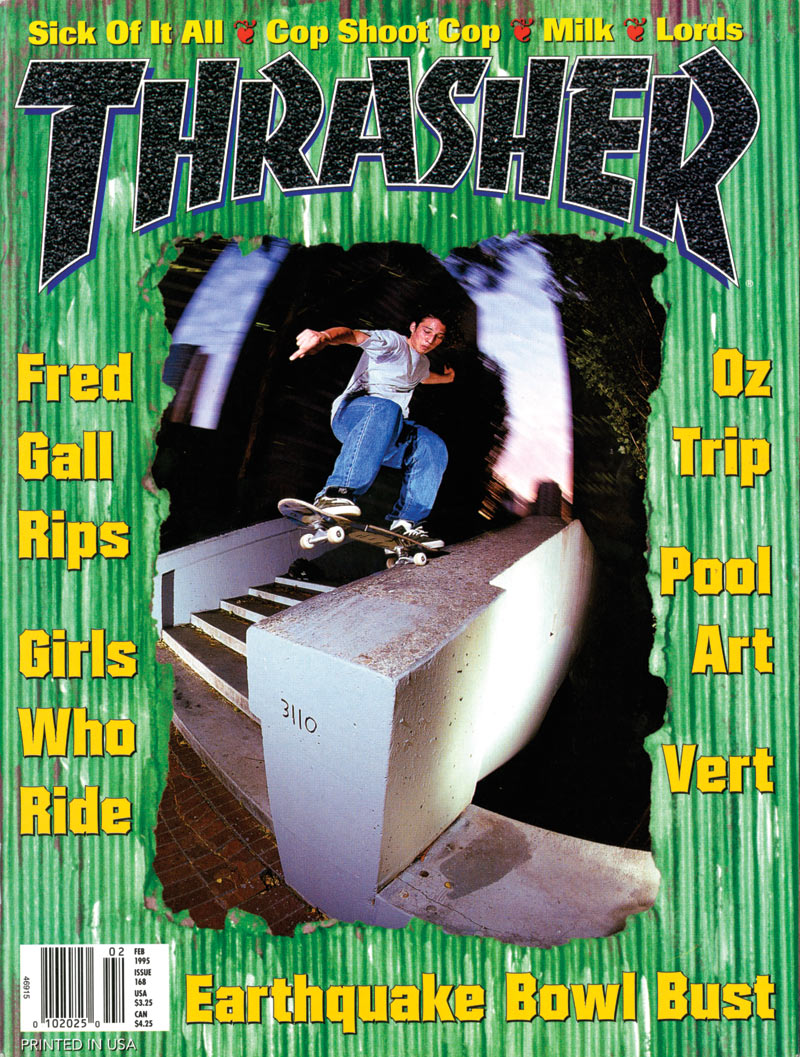 Sick Of It All ❦ Cop Shoot Cop ❦ Milk ❦ Lords
THRASHER
®
Fred
Gall
Rips
Girls
Who
Ride
Oz
Trip
Pool
Art
Vert
3110
02
FEB
1995
ISSUE
168
USA
$3.25
CAN
$4.25
46915
0 102025 0
Earthquake Bowl Bust
PRINTED IN USA